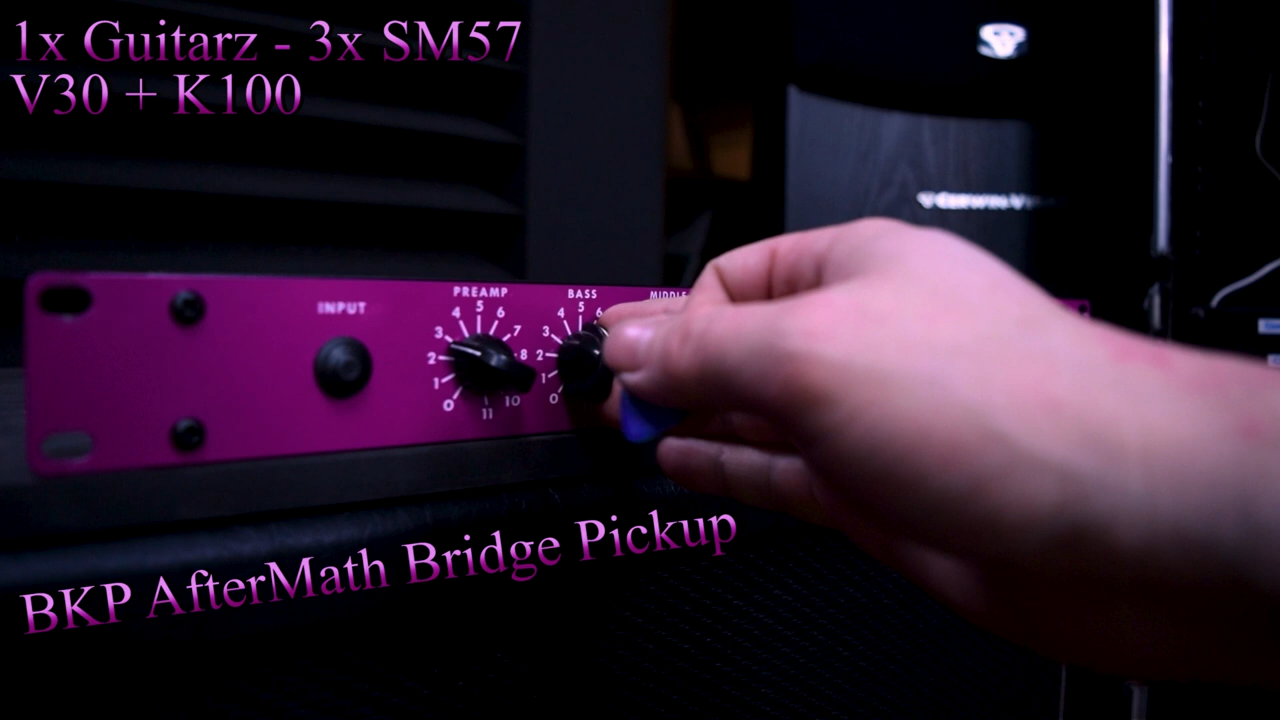 1x Guitarz - 3x SM57
V30 + K100
INPUT
PREAMP
0 1 2 3 4 5 6 7 8 10 11
BASS
0 1 2 3 4 5 6
MIDDLE
BKP AfterMath Bridge Pickup